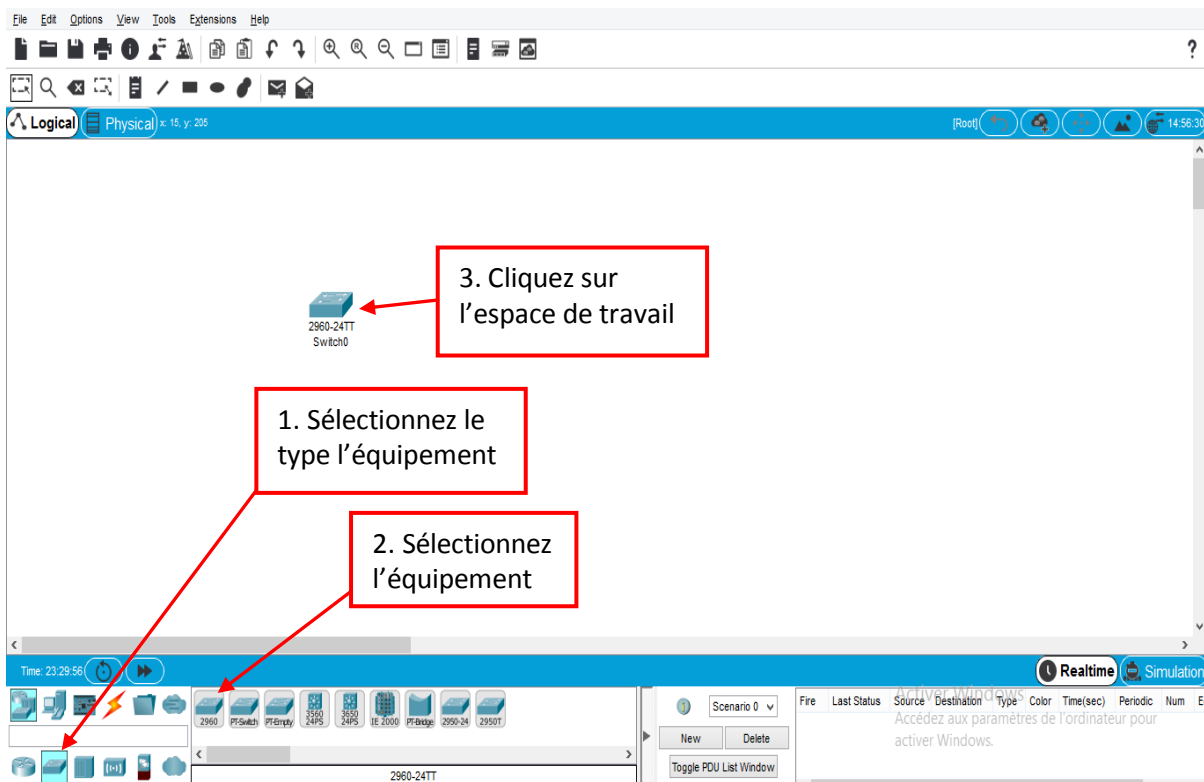 File Edit Options View Tools Extensions Help
?
Logical Physical x: 15, y: 205 [Root] 14:56:30
3. Cliquez sur
l’espace de travail
2960-24TT
Switch0
1. Sélectionnez le
type l’équipement
2. Sélectionnez
l’équipement
Time: 23:29:56 Realtime Simulation
Scenario 0 Fire Last Status Source Destination Type Color Time(sec) Periodic Num E
Activer Windows
Accédez aux paramètres de l'ordinateur pour
activer Windows.
2960 PT-Switch PT-Empty 3560 24PS 3650 24PS IE 2000 PT-Bridge 2950-24 2950T
New Delete
Toggle PDU List Window
2960-24TT